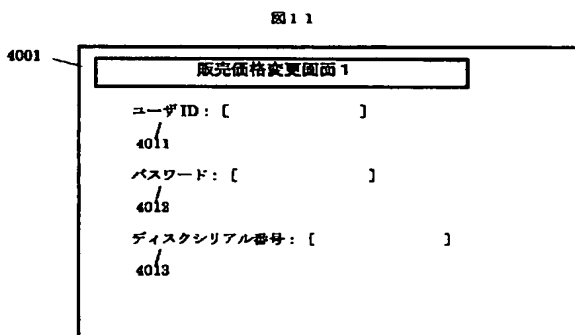 図11
4001
販売価格変更画面1
ユーザID:〔 〕
4011
パスワード:〔 〕
4012
ディスクシリアル番号:〔 〕
4013